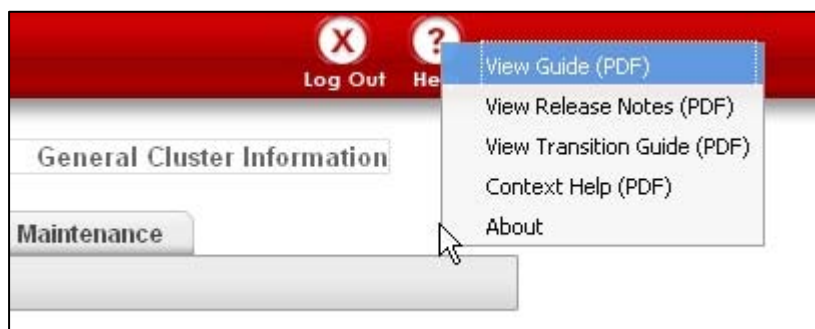 X
?
Log Out He
View Guide (PDF)
View Release Notes (PDF)
View Transition Guide (PDF)
Context Help (PDF)
About
General Cluster Information
Maintenance